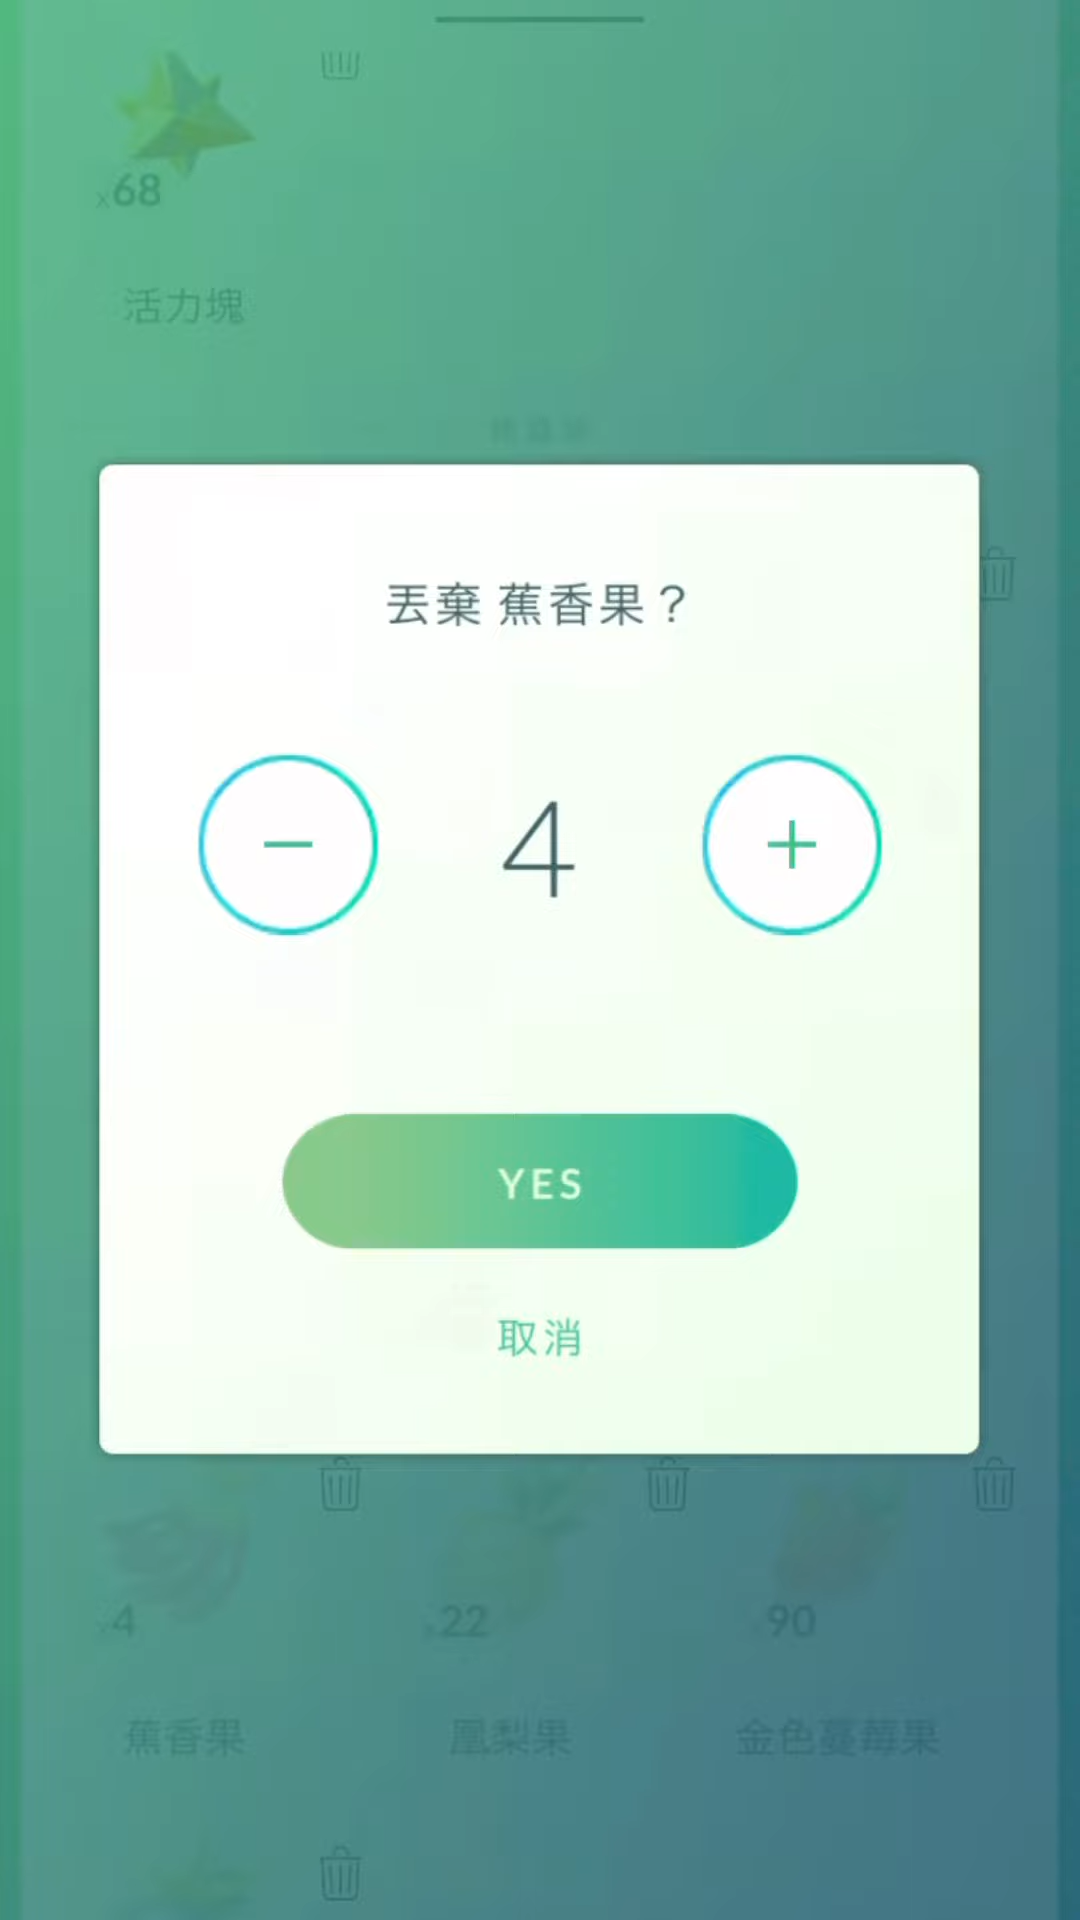 x68
活力塊
丟棄 蕉香果？
− 4 +
YES
取消
x4 x22 x90
蕉香果 凰梨果 金色蔓莓果